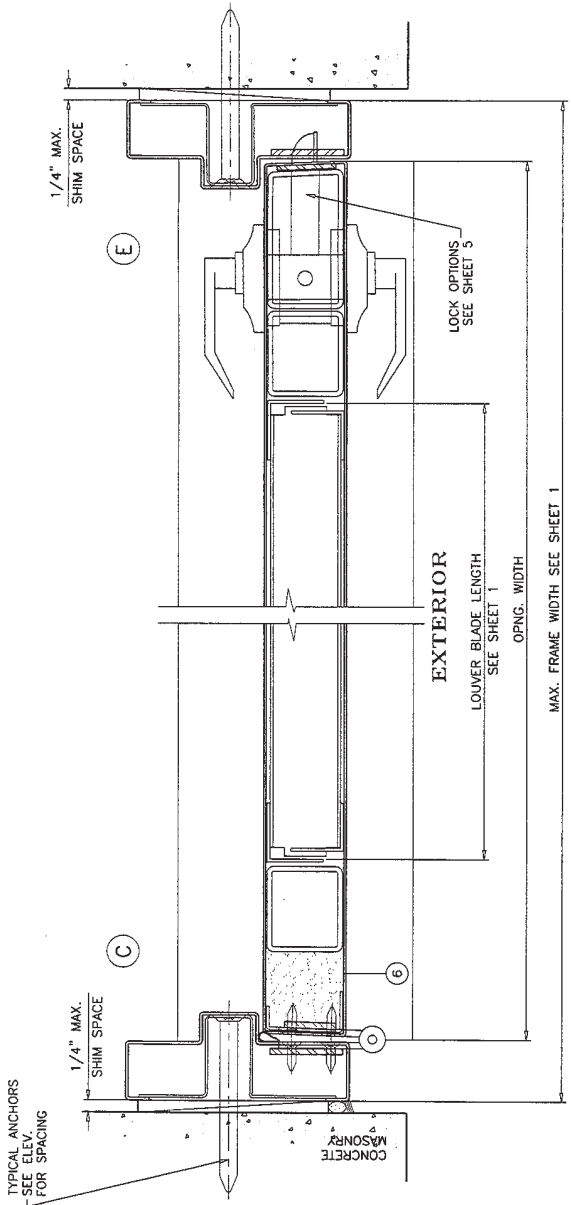 TYPICAL ANCHORS
SEE ELEV.
FOR SPACING
1/4" MAX.
SHIM SPACE
C
E
1/4" MAX.
SHIM SPACE
CONCRETE
MASONRY
6
EXTERIOR
LOCK OPTIONS
SEE SHEET 5
LOUVER BLADE LENGTH
SEE SHEET 1
OPNG. WIDTH
MAX. FRAME WIDTH SEE SHEET 1